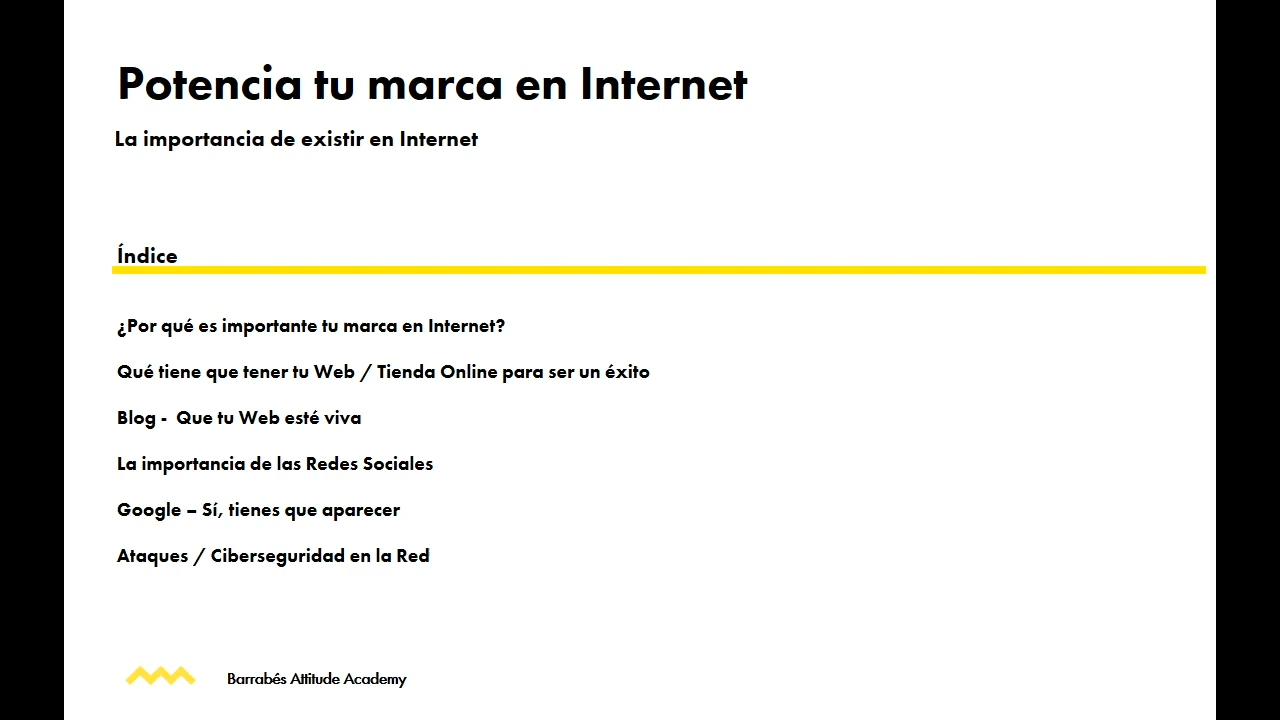 Potencia tu marca en Internet
La importancia de existir en Internet
Índice
¿Por qué es importante tu marca en Internet?
Qué tiene que tener tu Web / Tienda Online para ser un éxito
Blog -  Que tu Web esté viva
La importancia de las Redes Sociales
Google – Sí, tienes que aparecer
Ataques / Ciberseguridad en la Red
Barrabés Attitude Academy